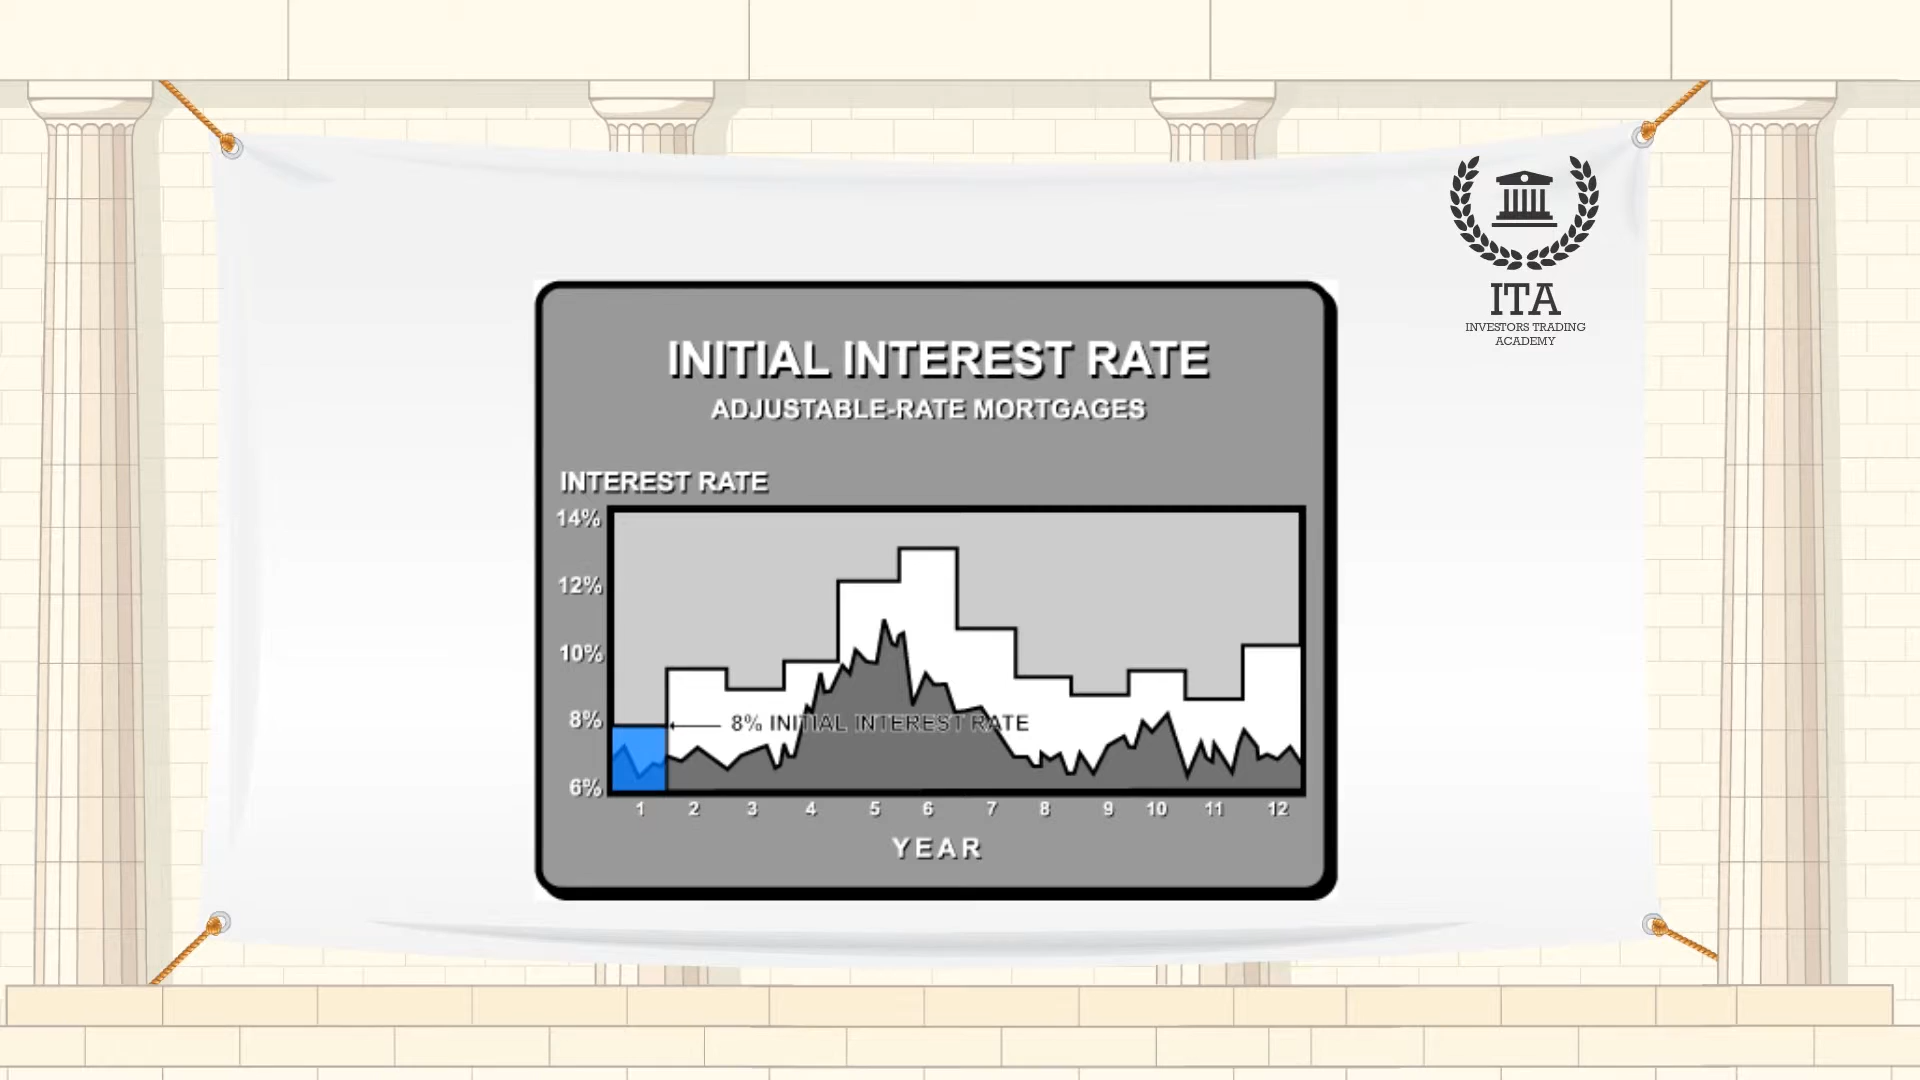 ITA
INVESTORS TRADING
ACADEMY
INITIAL INTEREST RATE
ADJUSTABLE-RATE MORTGAGES
INTEREST RATE
14%
12%
10%
8%
6%
8% INITIAL INTEREST RATE
1 2 3 4 5 6 7 8 9 10 11 12
YEAR